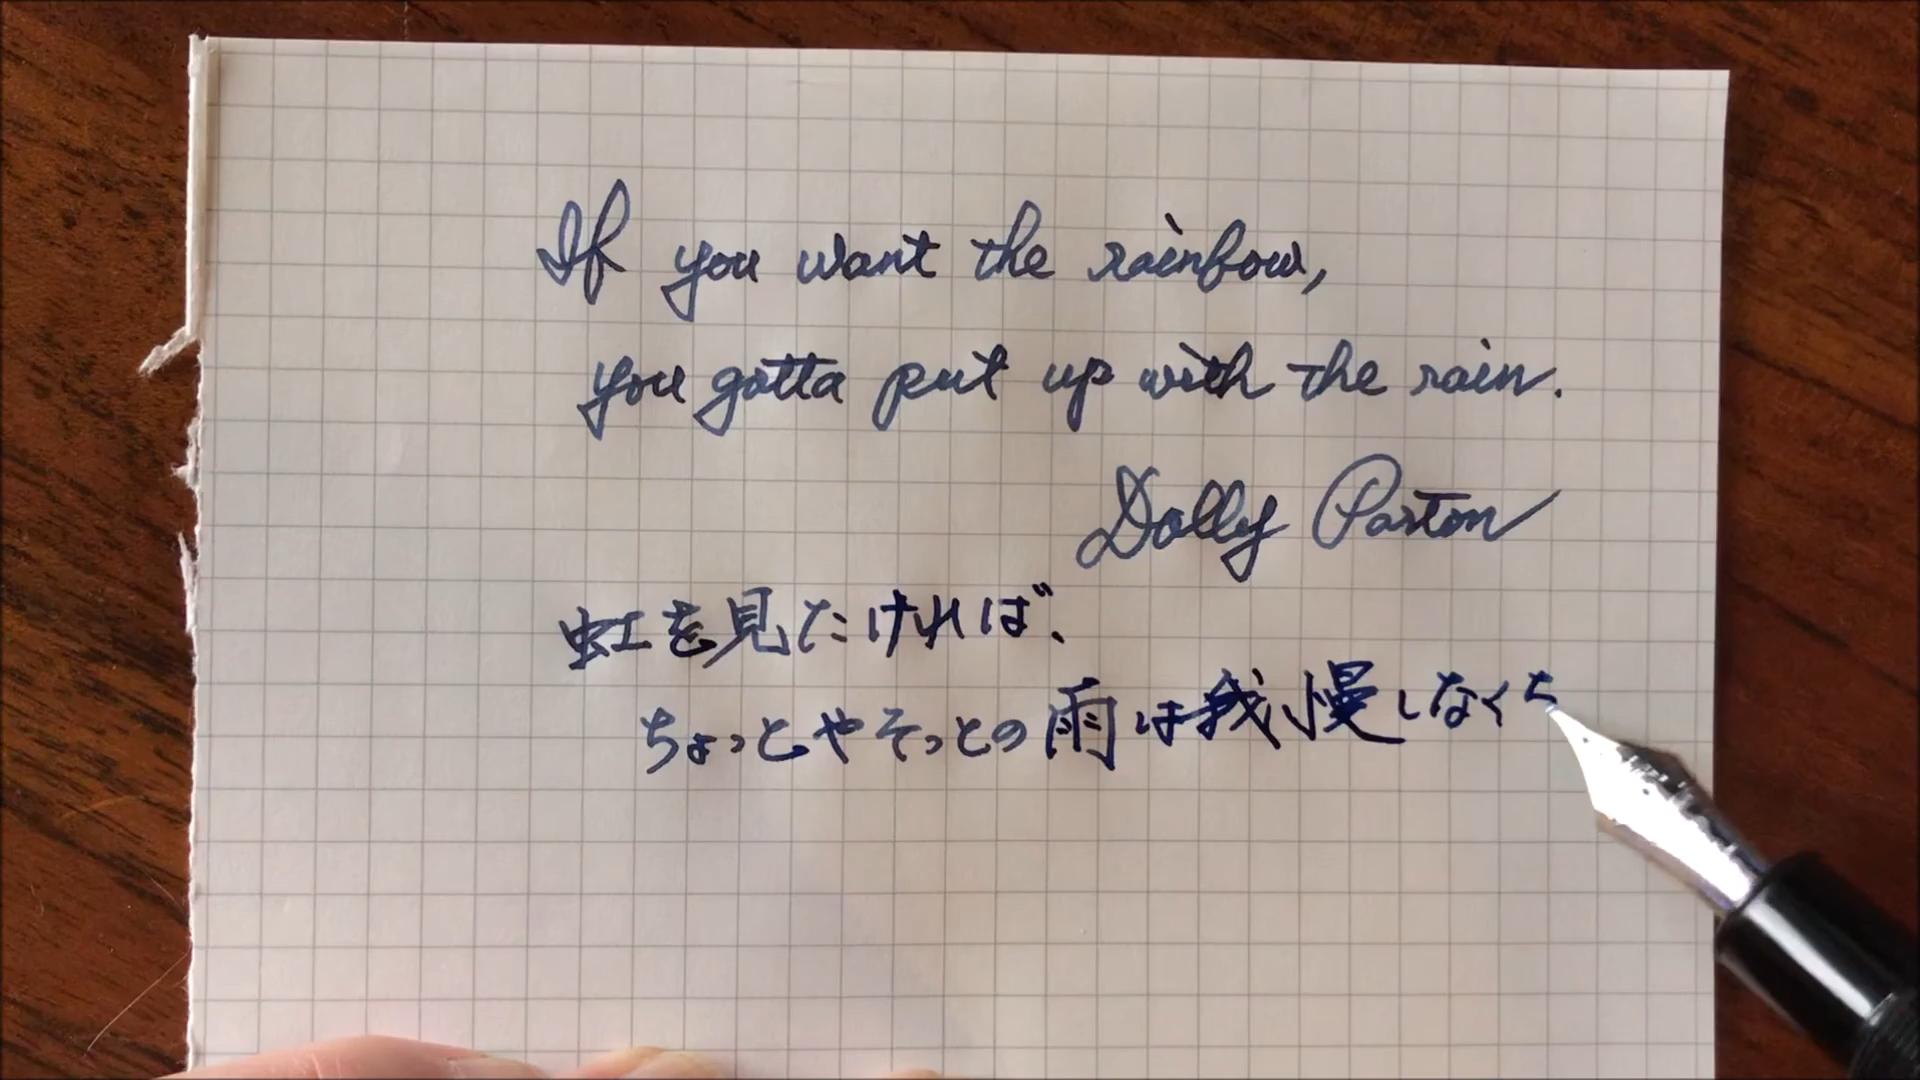 If you want the rainbow,
you gotta put up with the rain.
Dolly Parton
虹を見たければ、
ちょっとやそっとの雨は我慢しなくち